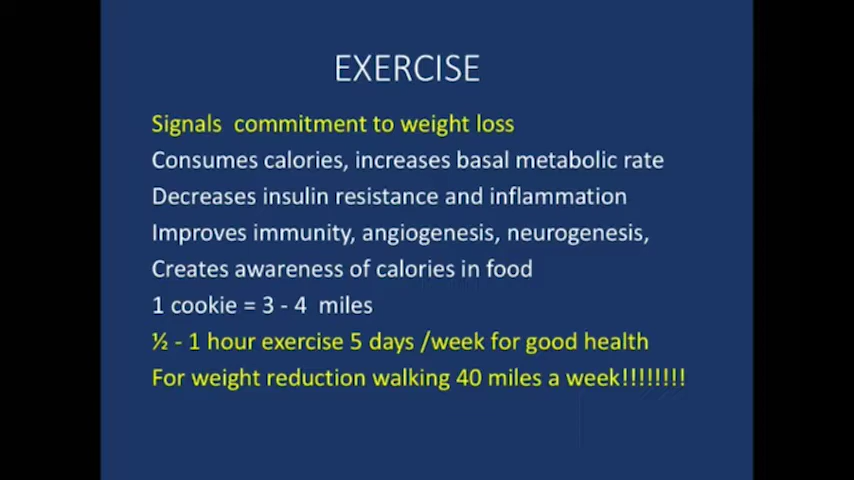 EXERCISE
Signals commitment to weight loss
Consumes calories, increases basal metabolic rate
Decreases insulin resistance and inflammation
Improves immunity, angiogenesis, neurogenesis,
Creates awareness of calories in food
1 cookie = 3 - 4 miles
½ - 1 hour exercise 5 days /week for good health
For weight reduction walking 40 miles a week!!!!!!!!